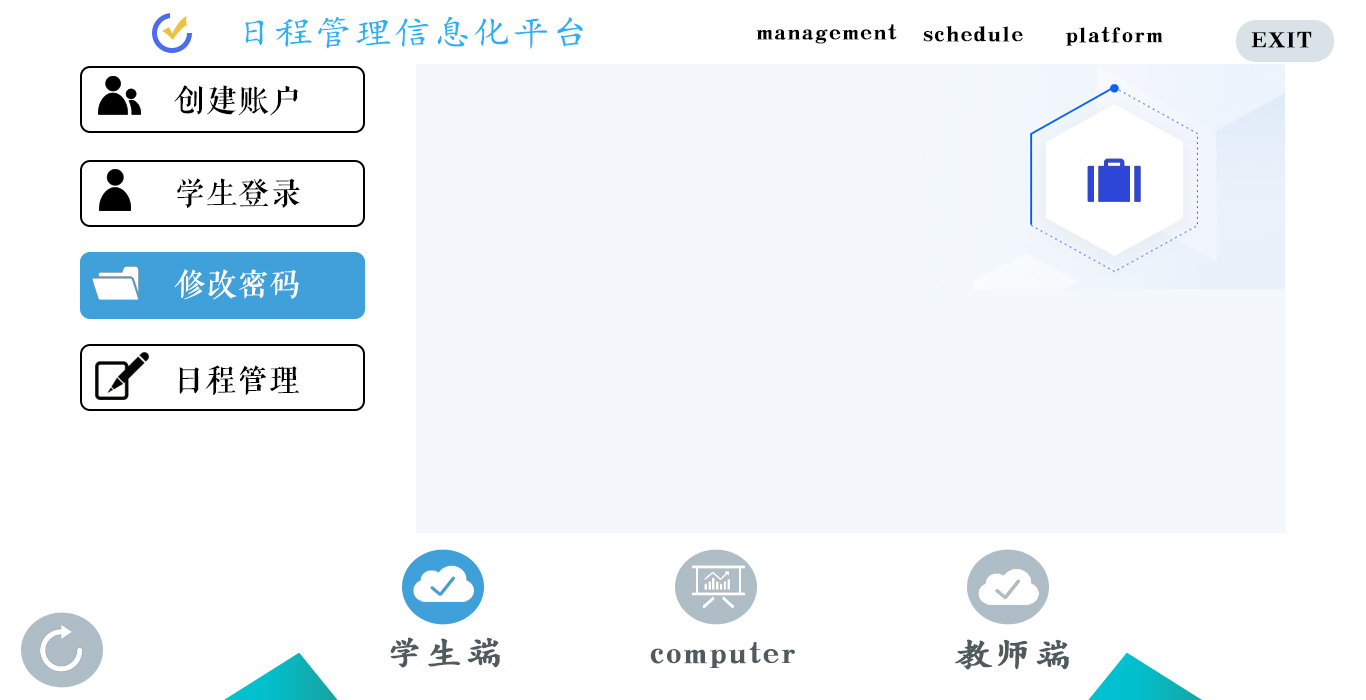 日程管理信息化平台
management
schedule
platform
EXIT
创建账户
学生登录
修改密码
日程管理
学生端
computer
教师端